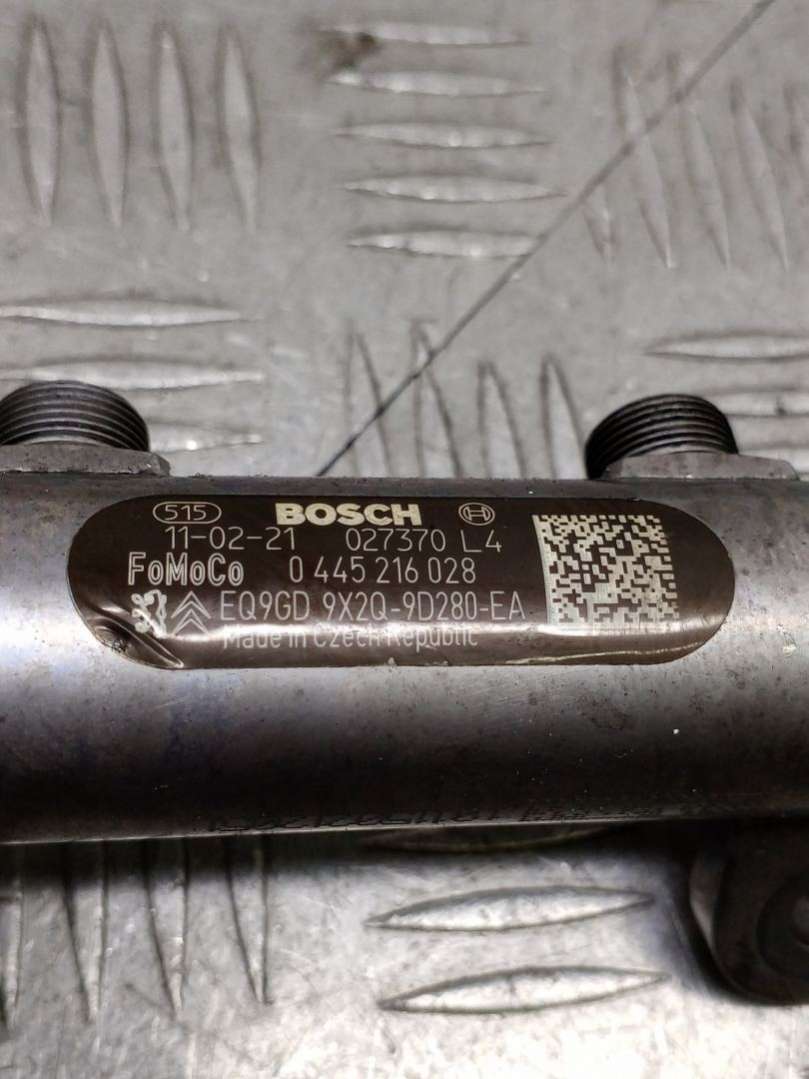 515 BOSCH
11-02-21 027370 L4
FoMoCo 0 445 216 028
EQ9GD 9X2Q-9D280-EA
Made in Czech Republic